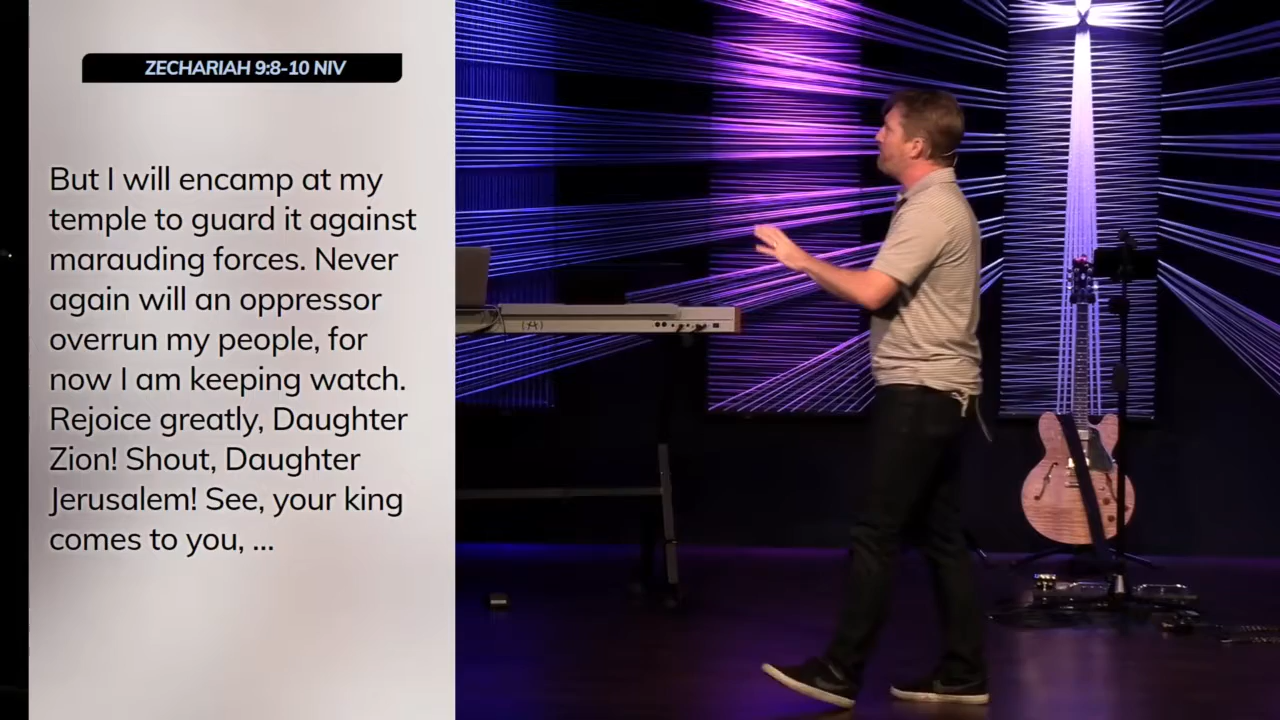 ZECHARIAH 9:8-10 NIV
But I will encamp at my
temple to guard it against
marauding forces. Never
again will an oppressor
overrun my people, for
now I am keeping watch.
Rejoice greatly, Daughter
Zion! Shout, Daughter
Jerusalem! See, your king
comes to you, ...